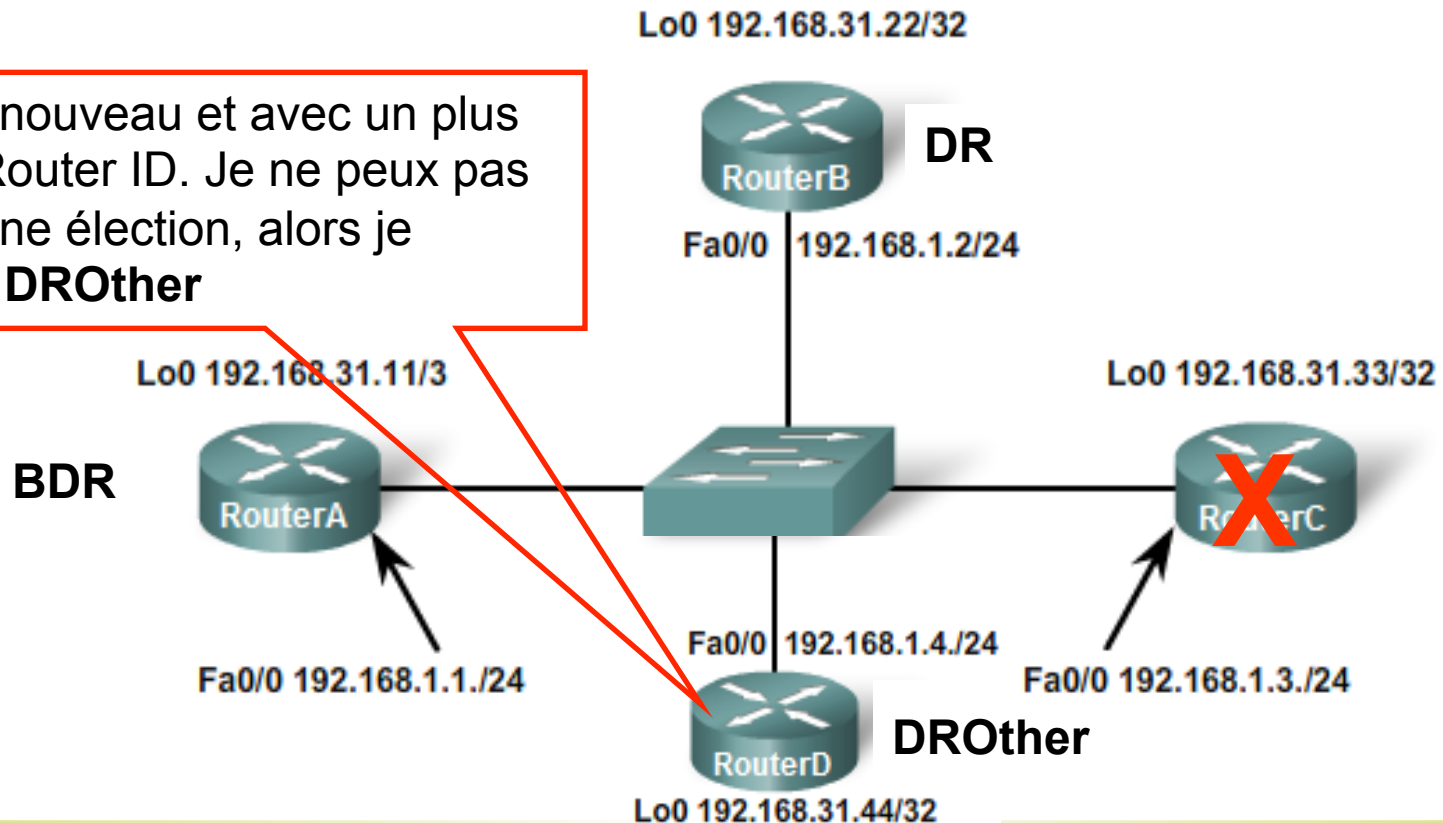 Lo0 192.168.31.22/32
nouveau et avec un plus
Router ID. Je ne peux pas
ne élection, alors je
DROther
RouterB
DR
Fa0/0 192.168.1.2/24
Lo0 192.168.31.11/3
Lo0 192.168.31.33/32
BDR
RouterA
X
RouterC
Fa0/0 192.168.1.1./24
Fa0/0 192.168.1.4./24
Fa0/0 192.168.1.3./24
RouterD
DROther
Lo0 192.168.31.44/32